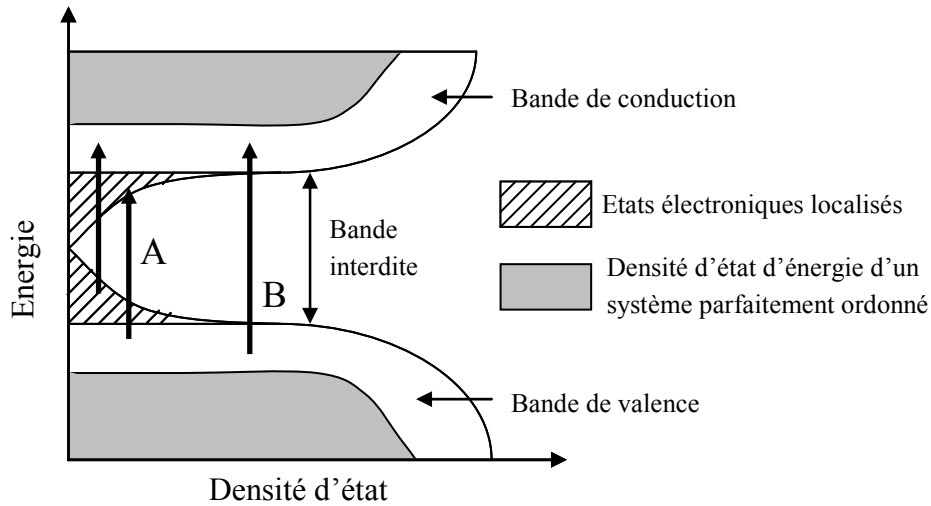 Bande de conduction
Etats électroniques localisés
Bande
interdite
A
B
Densité d'état d'énergie d'un
système parfaitement ordonné
Energie
Bande de valence
Densité d'état